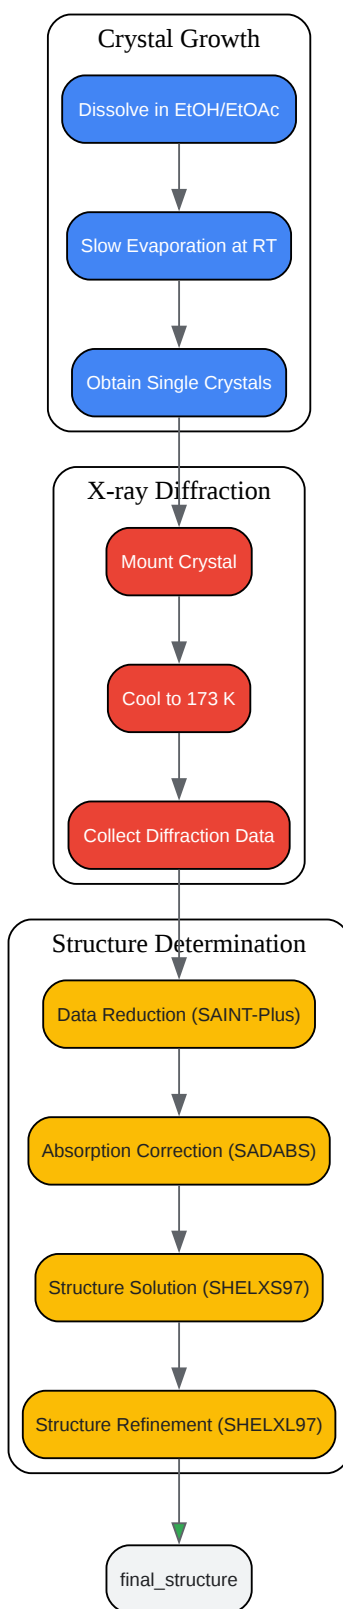 Crystal Growth
Dissolve in EtOH/EtOAc
Slow Evaporation at RT
Obtain Single Crystals
X-ray Diffraction
Mount Crystal
Cool to 173 K
Collect Diffraction Data
Structure Determination
Data Reduction (SAINT-Plus)
Absorption Correction (SADABS)
Structure Solution (SHELXS97)
Structure Refinement (SHELXL97)
final_structure